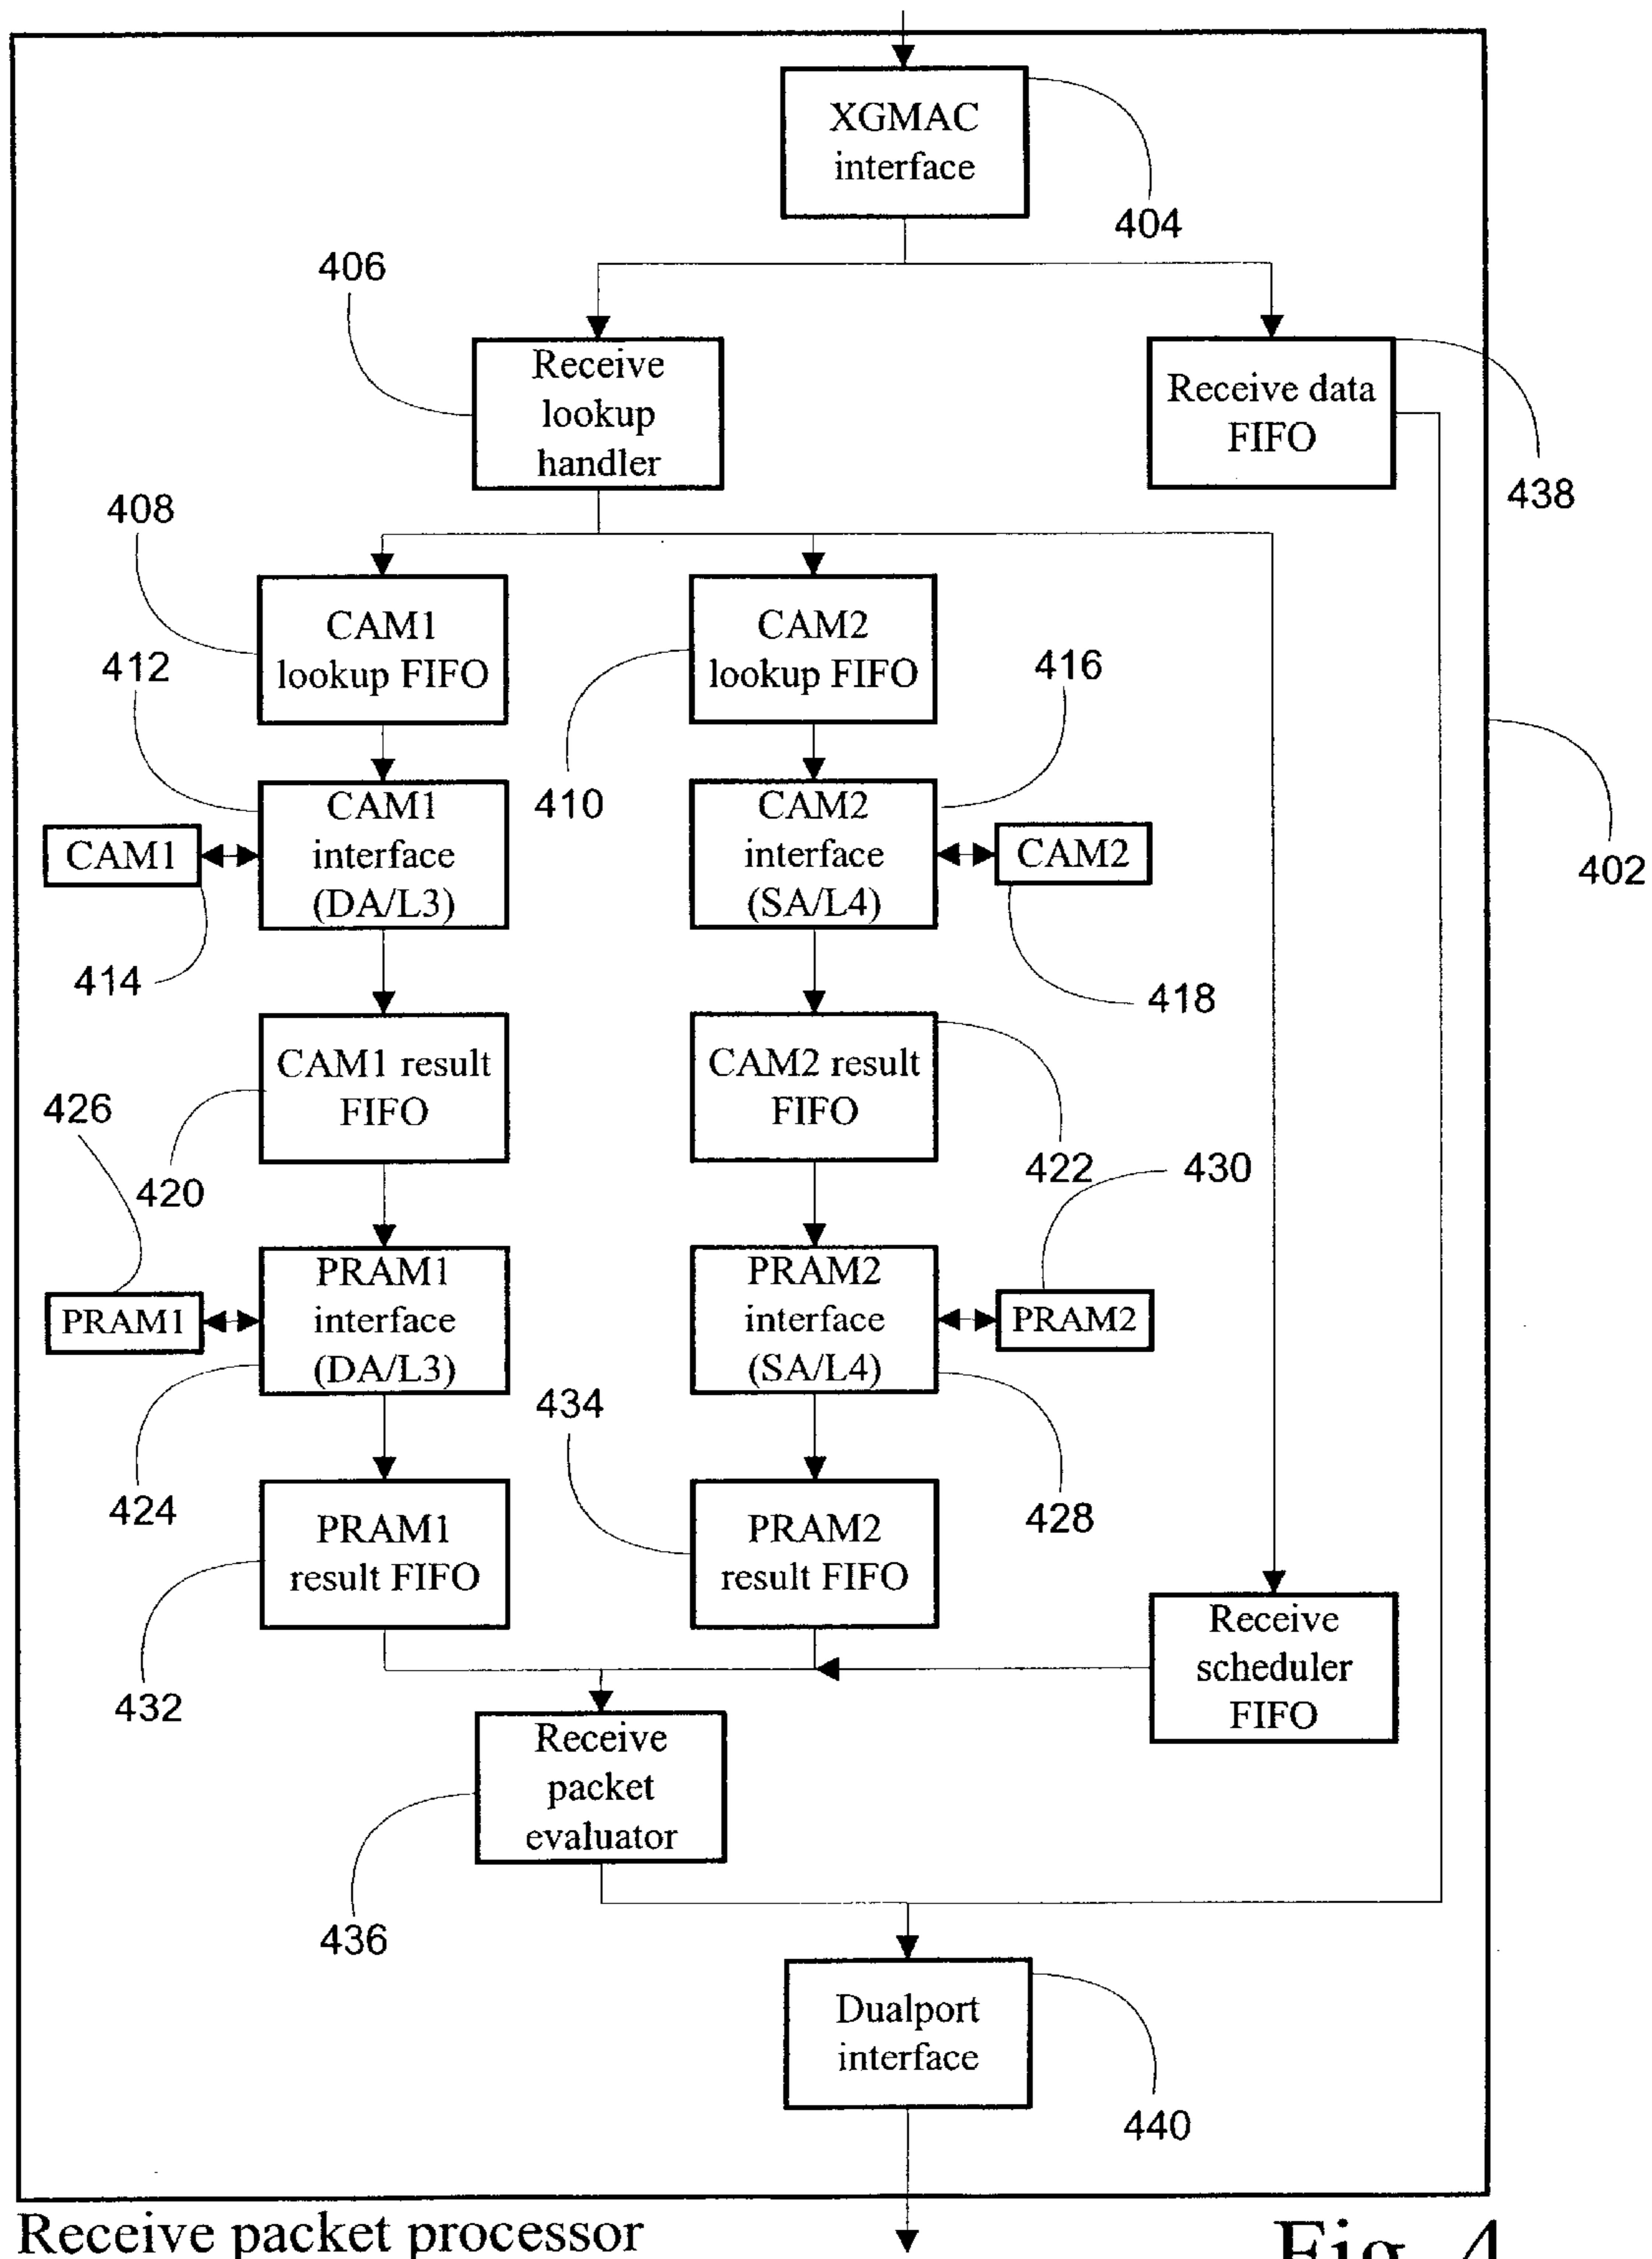 XGMAC
interface
404
406
Receive
lookup
handler
Receive data
FIFO
438
408
CAM1
lookup FIFO
CAM2
lookup FIFO
412
416
410
CAM1
interface
(DA/L3)
CAM2
interface
(SA/L4)
CAM1
CAM2
402
414
418
CAM1 result
FIFO
CAM2 result
FIFO
426
420
422
430
PRAM1
interface
(DA/L3)
PRAM2
interface
(SA/L4)
PRAM1
PRAM2
434
424
428
PRAM1
result FIFO
PRAM2
result FIFO
Receive
scheduler
FIFO
432
Receive
packet
evaluator
436
Dualport
interface
440
Receive packet processor
Fig. 4